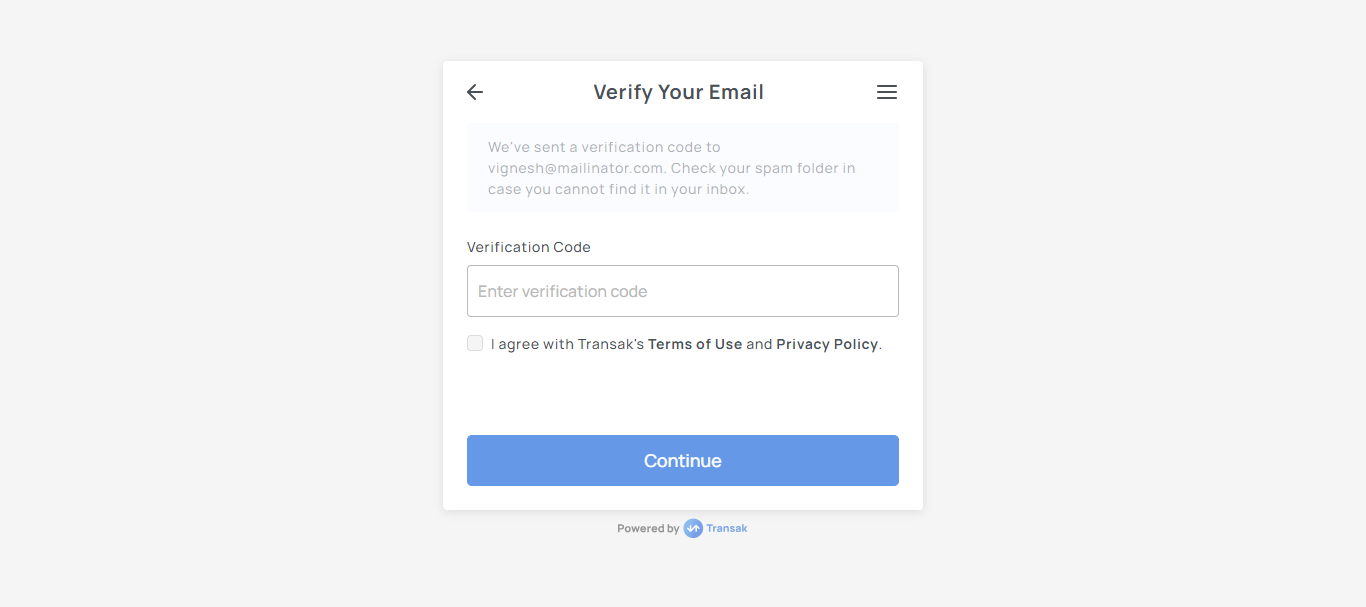 Verify Your Email
We've sent a verification code to
vignesh@mailinator.com. Check your spam folder in
case you cannot find it in your inbox.
Verification Code
Enter verification code
I agree with Transak's Terms of Use and Privacy Policy.
Continue
Powered by Transak